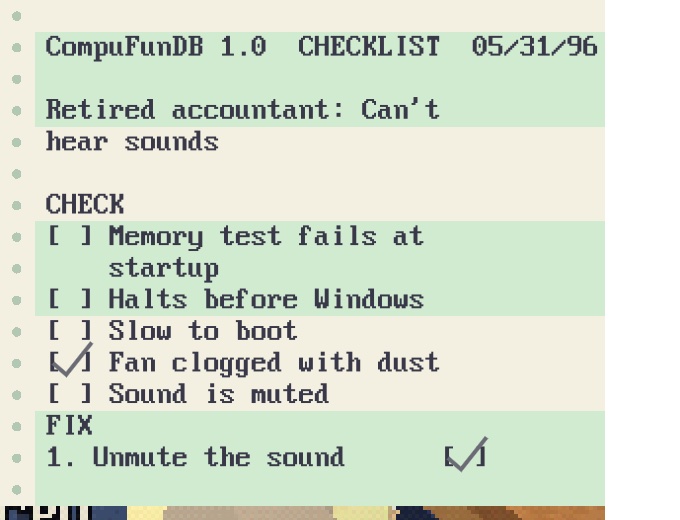 CompuFunDB 1.0 CHECKLIST 05/31/96
Retired accountant: Can't
hear sounds
CHECK
[ ] Memory test fails at
startup
[ ] Halts before Windows
[ ] Slow to boot
[✓] Fan clogged with dust
[ ] Sound is muted
FIX
1. Unmute the sound [✓]